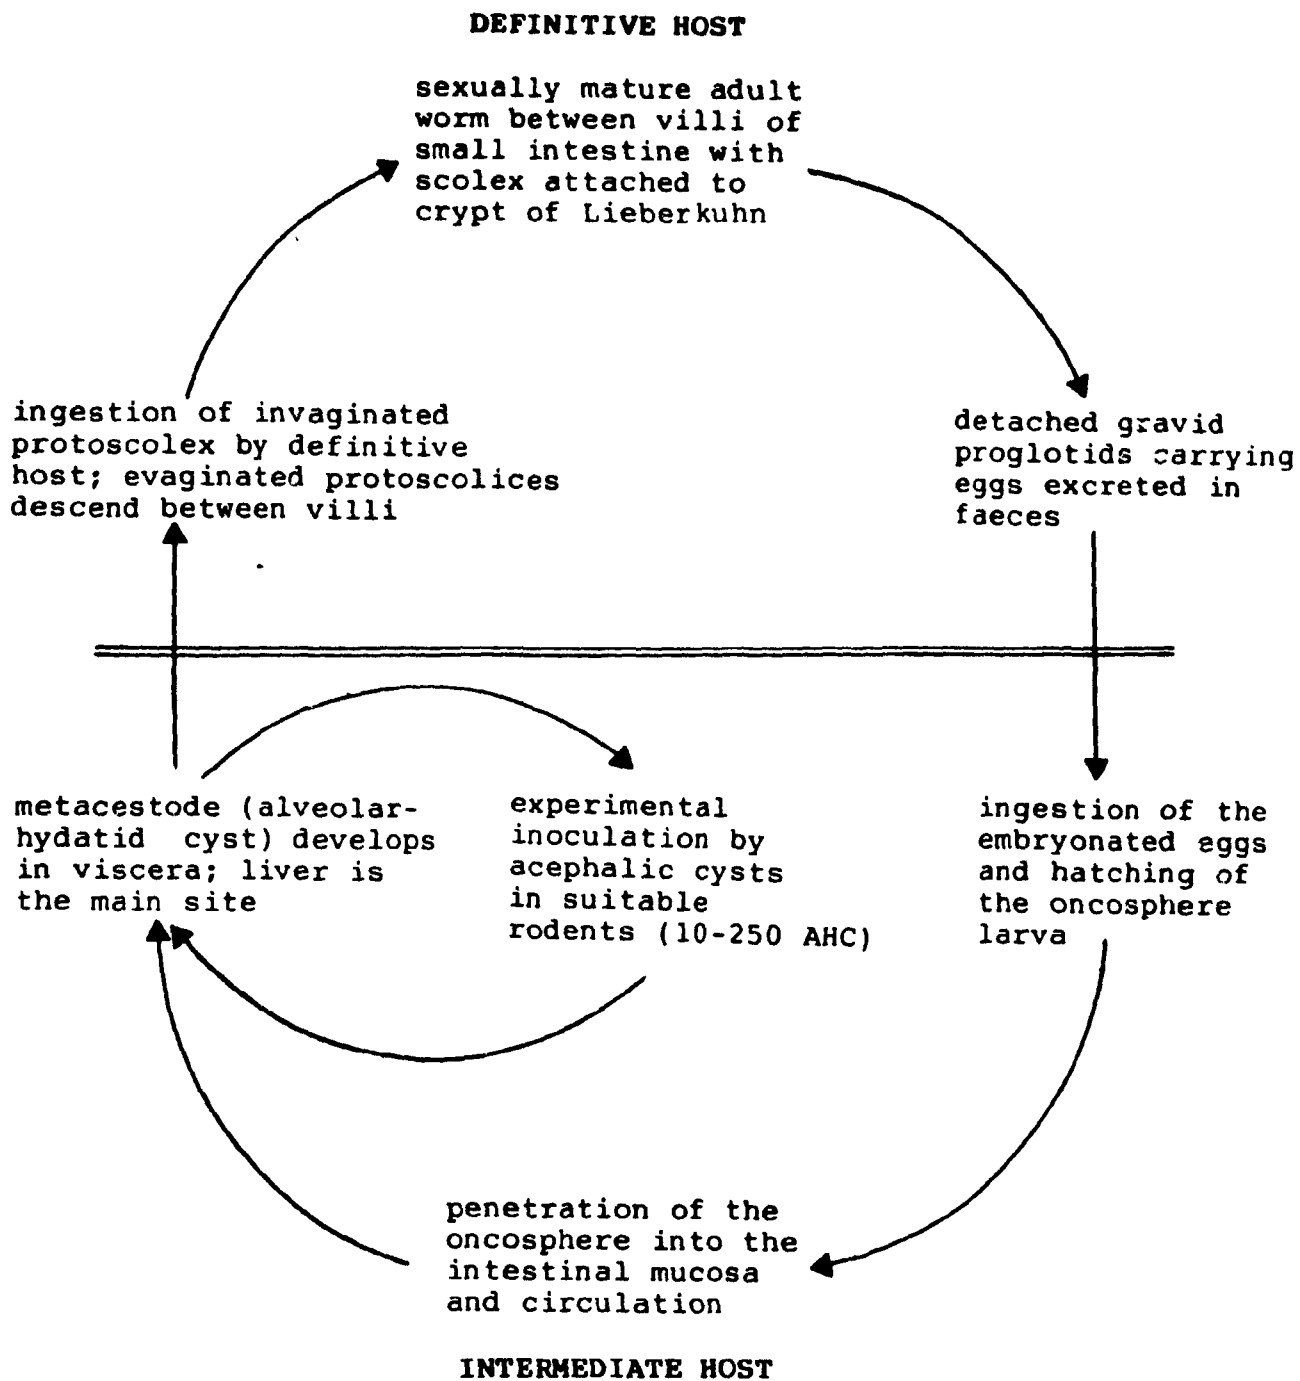 DEFINITIVE HOST
sexually mature adult
worm between villi of
small intestine with
scolex attached to
crypt of Lieberkuhn
ingestion of invaginated
protoscolex by definitive
host; evaginated protoscolices
descend between villi
detached gravid
proglotids carrying
eggs excreted in
faeces
metacestode (alveolar-
hydatid cyst) develops
in viscera; liver is
the main site
experimental
inoculation by
acephalic cysts
in suitable
rodents (10-250 AHC)
ingestion of the
embryonated eggs
and hatching of
the oncosphere
larva
penetration of the
oncosphere into the
intestinal mucosa
and circulation
INTERMEDIATE HOST